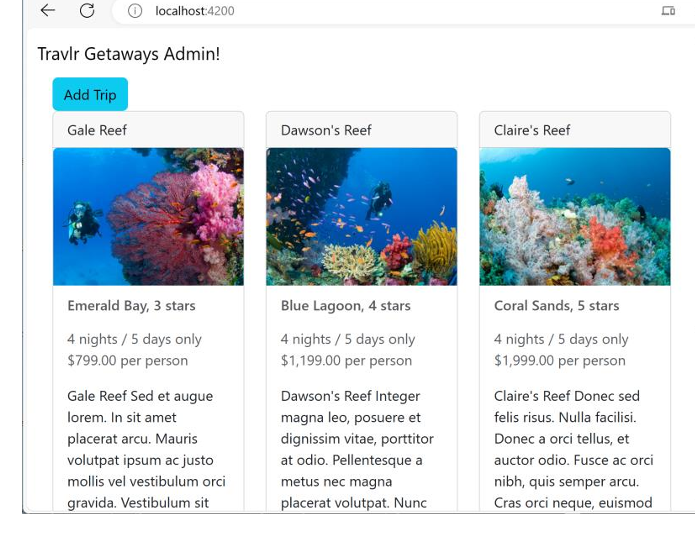 localhost:4200
Travlr Getaways Admin!
Add Trip
Gale Reef
Emerald Bay, 3 stars
4 nights / 5 days only
$799.00 per person
Gale Reef Sed et augue
lorem. In sit amet
placerat arcu. Mauris
volutpat ipsum ac justo
mollis vel vestibulum orci
gravida. Vestibulum sit
Dawson's Reef
Blue Lagoon, 4 stars
4 nights / 5 days only
$1,199.00 per person
Dawson's Reef Integer
magna leo, posuere et
dignissim vitae, porttitor
at odio. Pellentesque a
metus nec magna
placerat volutpat. Nunc
Claire's Reef
Coral Sands, 5 stars
4 nights / 5 days only
$1,999.00 per person
Claire's Reef Donec sed
felis risus. Nulla facilisi.
Donec a orci tellus, et
auctor odio. Fusce ac orci
nibh, quis semper arcu.
Cras orci neque, euismod